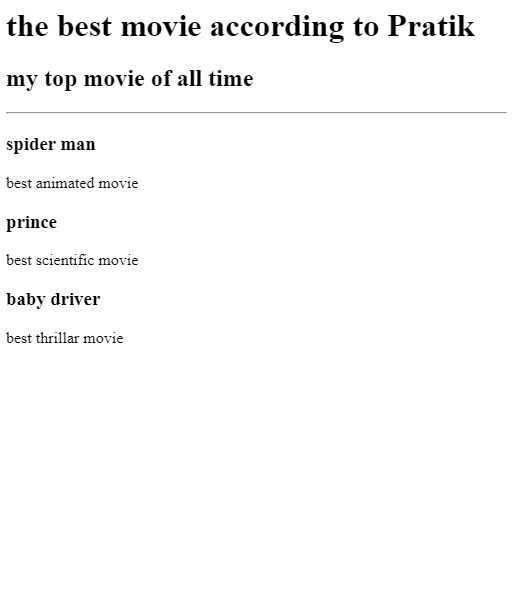 the best movie according to Pratik
my top movie of all time
spider man
best animated movie
prince
best scientific movie
baby driver
best thrillar movie